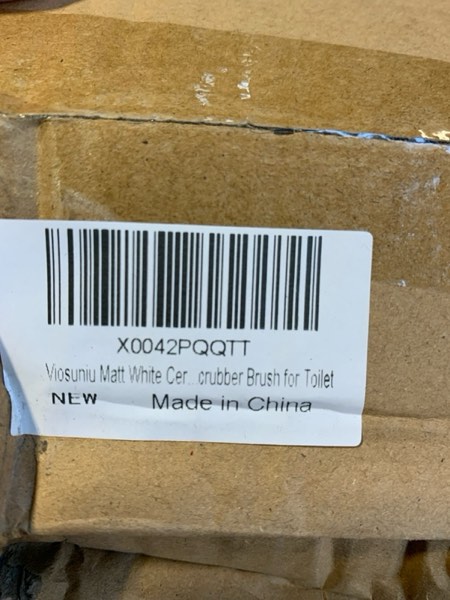 X0042PQQTT
Viosuniu Matt White Cer...crubber Brush for Toilet
NEW Made in China